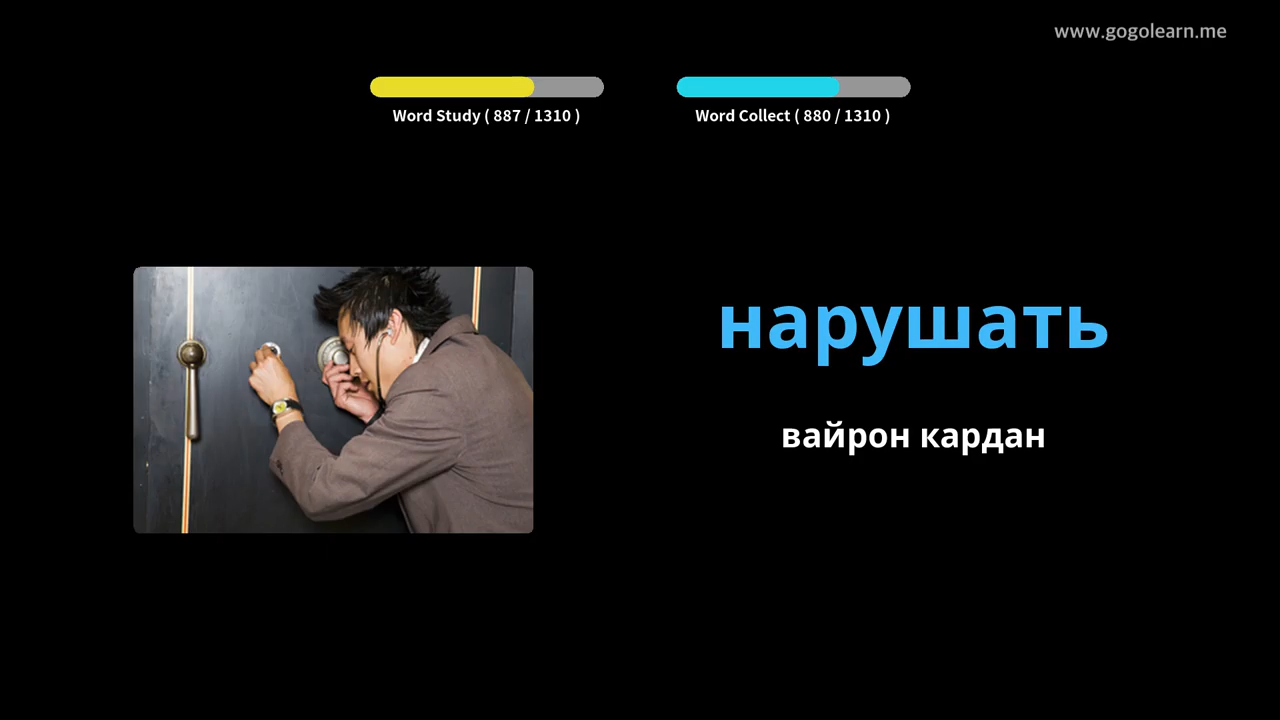 www.gogolearn.me
Word Study ( 887 / 1310 )
Word Collect ( 880 / 1310 )
нарушать
вайрон кардан